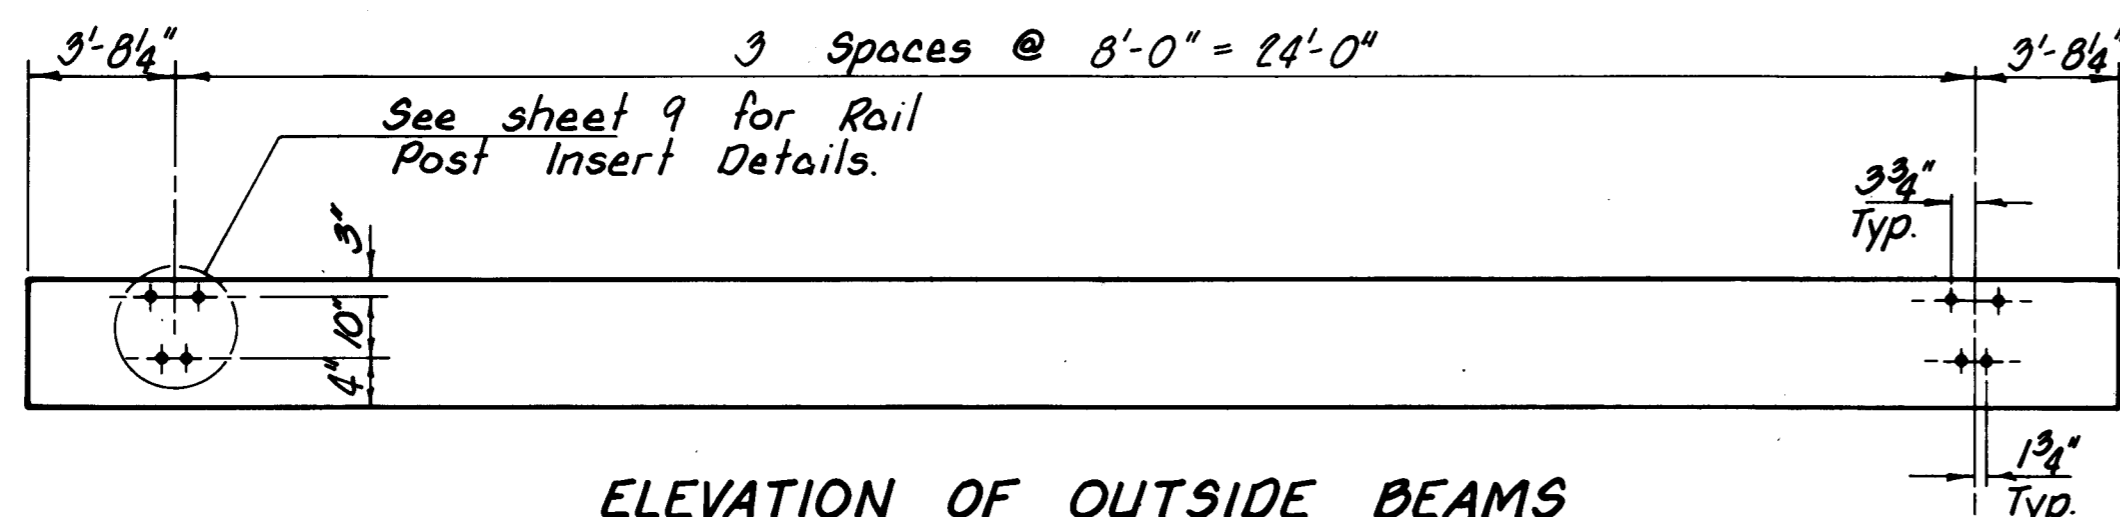 3'-8¼"
3 Spaces @ 8'-0" = 24'-0"
3'-8¼"
See sheet 9 for Rail
Post Insert Details.
3"
10"
4"
3¾"
Typ.
1¾"
Typ.
ELEVATION OF OUTSIDE BEAMS